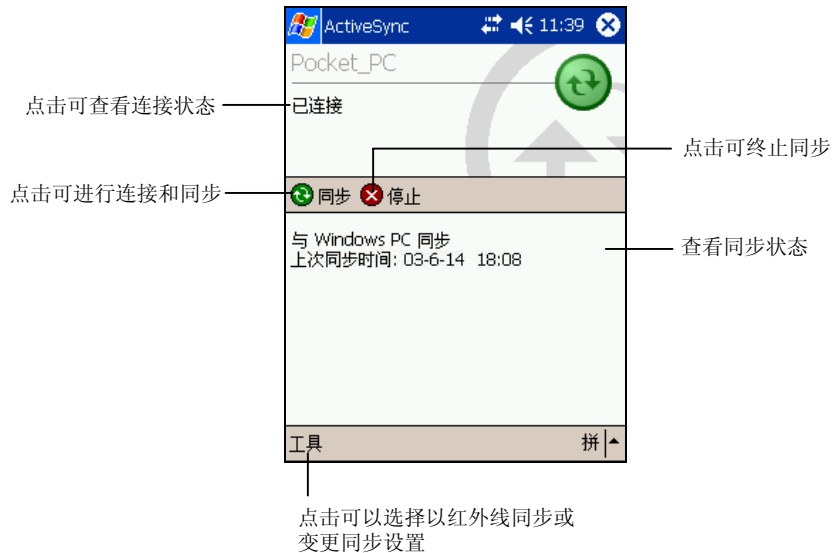 ActiveSync 11:39
Pocket_PC
点击可查看连接状态
已连接
点击可终止同步
点击可进行连接和同步
同步 停止
与 Windows PC 同步
上次同步时间: 03-6-14 18:08
查看同步状态
工具 拼
点击可以选择以红外线同步或
变更同步设置